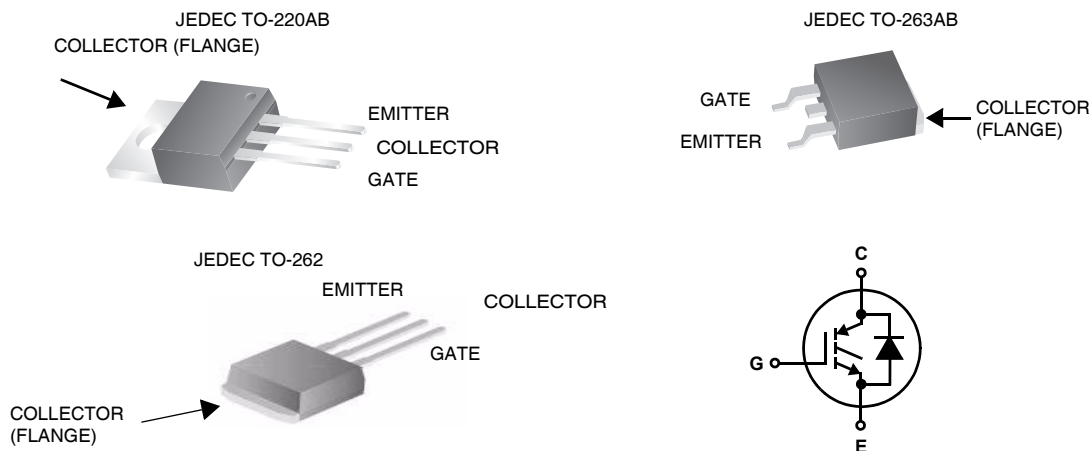 JEDEC TO-220AB
COLLECTOR (FLANGE)
EMITTER
COLLECTOR
GATE
JEDEC TO-263AB
GATE
EMITTER
COLLECTOR
(FLANGE)
JEDEC TO-262
EMITTER
COLLECTOR
GATE
COLLECTOR
(FLANGE)
C
G
E